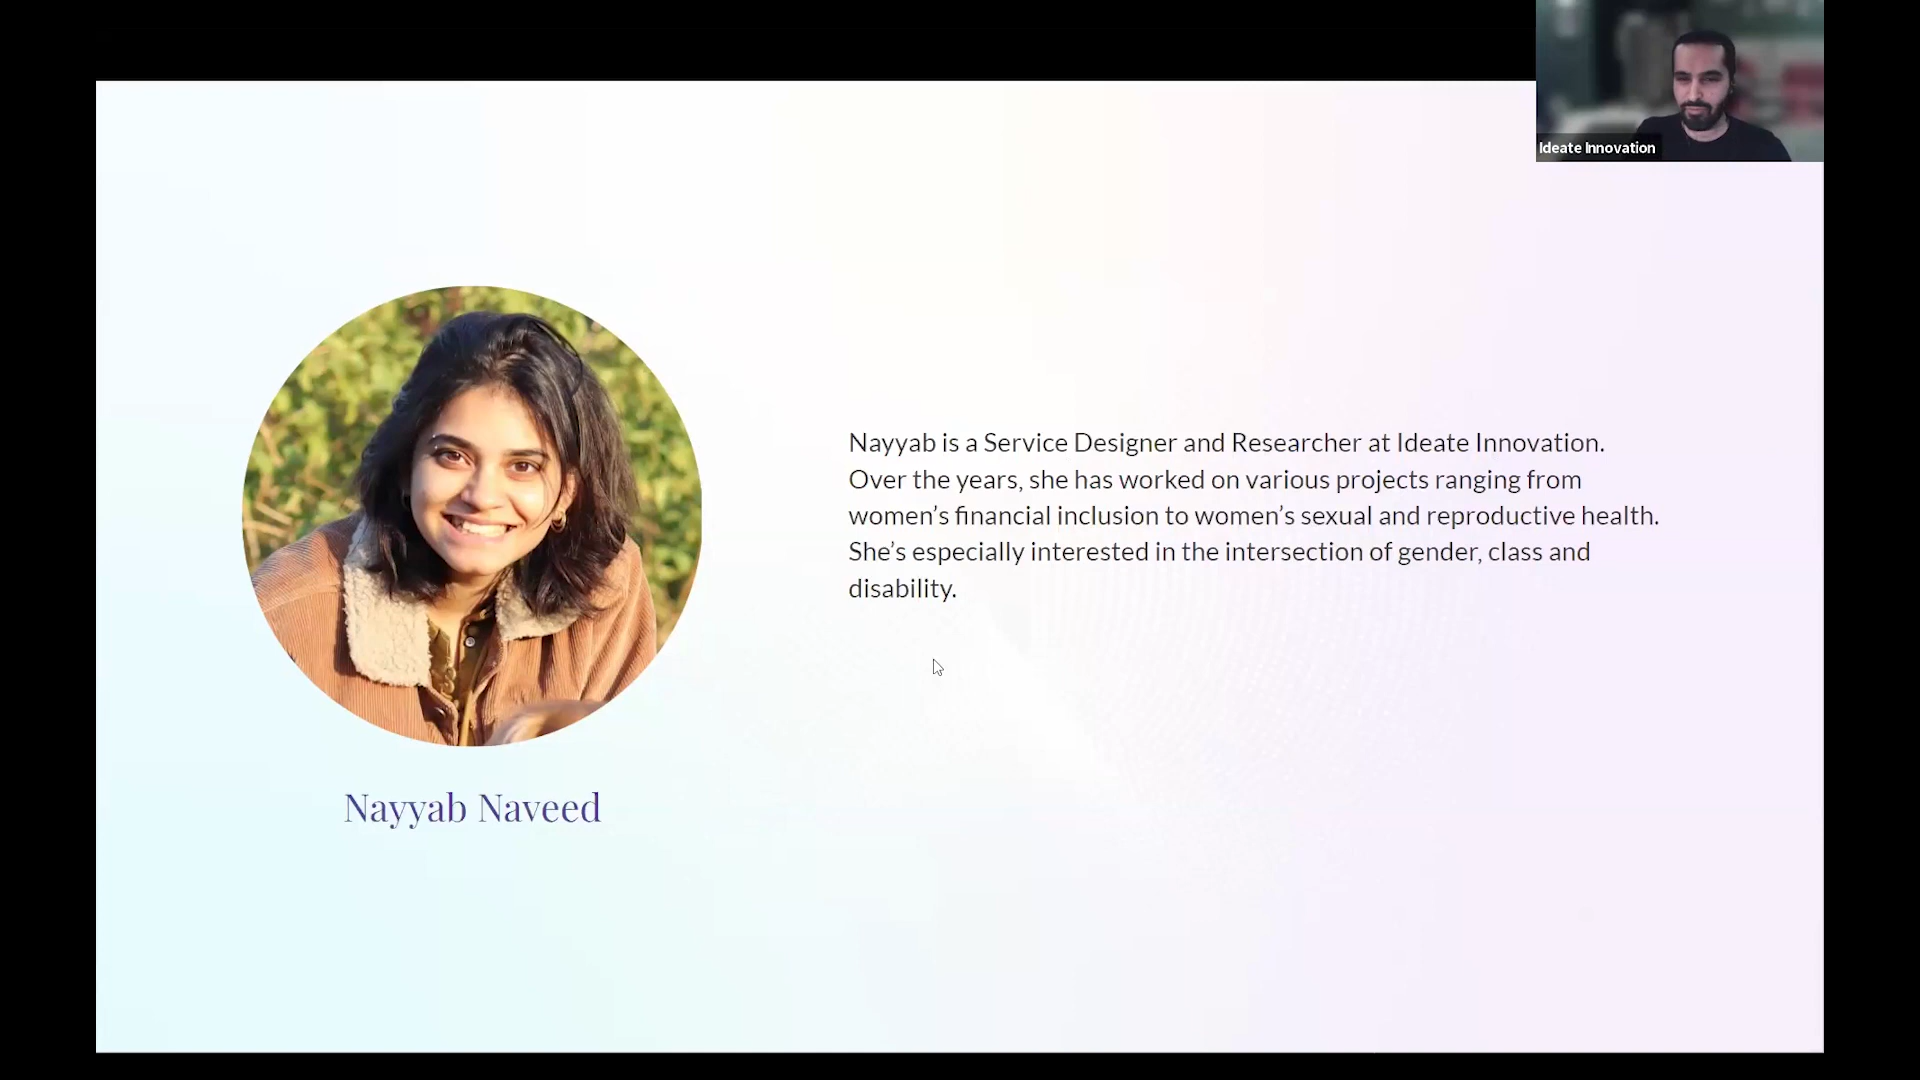 Ideate Innovation
Nayyab is a Service Designer and Researcher at Ideate Innovation.
Over the years, she has worked on various projects ranging from
women’s financial inclusion to women’s sexual and reproductive health.
She’s especially interested in the intersection of gender, class and
disability.
Nayyab Naveed